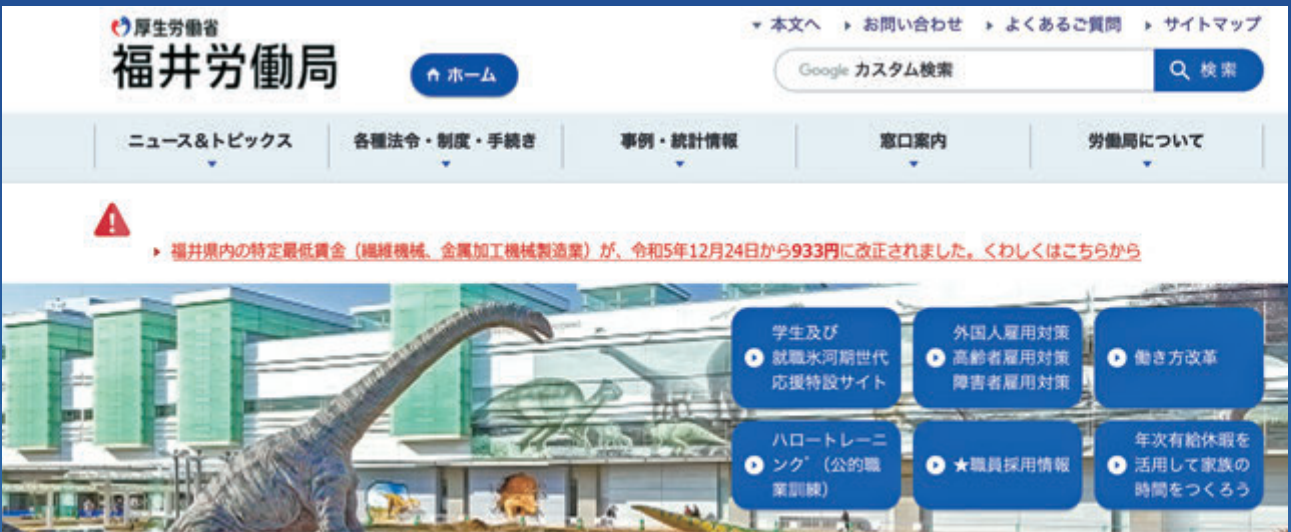 厚生労働省
福井労働局
ホーム
本文へ
お問い合わせ
よくあるご質問
サイトマップ
Google カスタム検索
検索
ニュース&トピックス
各種法令・制度・手続き
事例・統計情報
窓口案内
労働局について
福井県内の特定最低賃金(繊維機械、金属加工機械製造業)が、令和5年12月24日から933円に改正されました。くわしくはこちらから
学生及び
就職氷河期世代
応援特設サイト
外国人雇用対策
高齢者雇用対策
障害者雇用対策
働き方改革
ハロートレーニ
ング゛(公的職
業訓練)
★職員採用情報
年次有給休暇を
活用して家族の
時間をつくろう